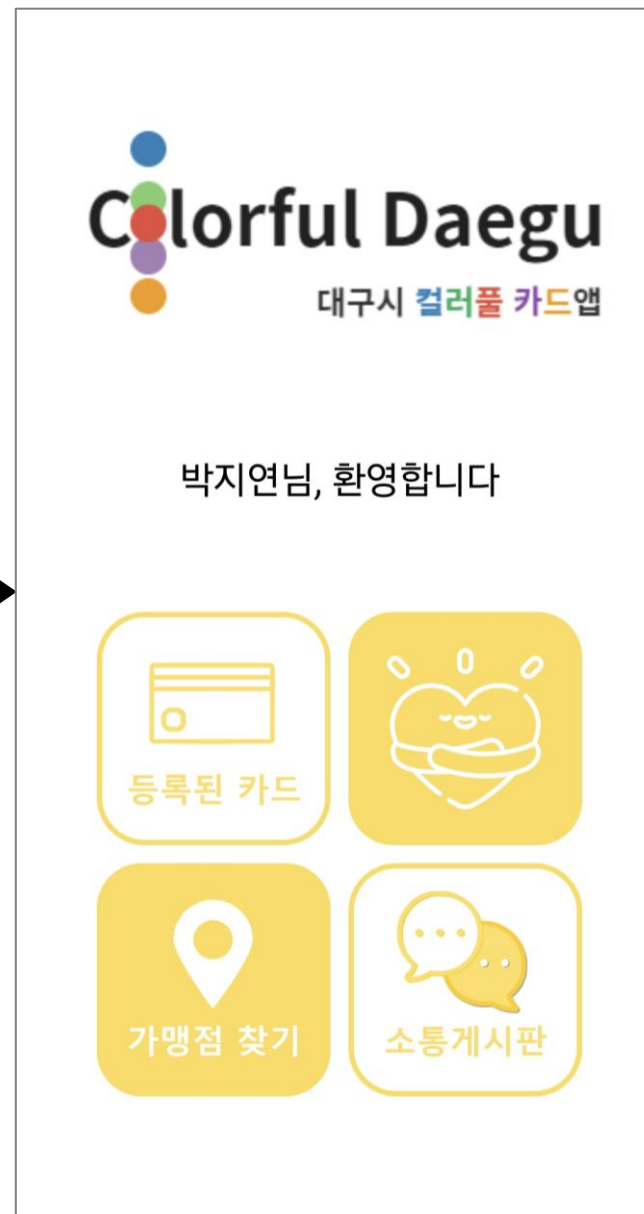 Colorful Daegu
대구시 컬러풀 카드앱
박지연님, 환영합니다
등록된 카드
가맹점 찾기
소통게시판